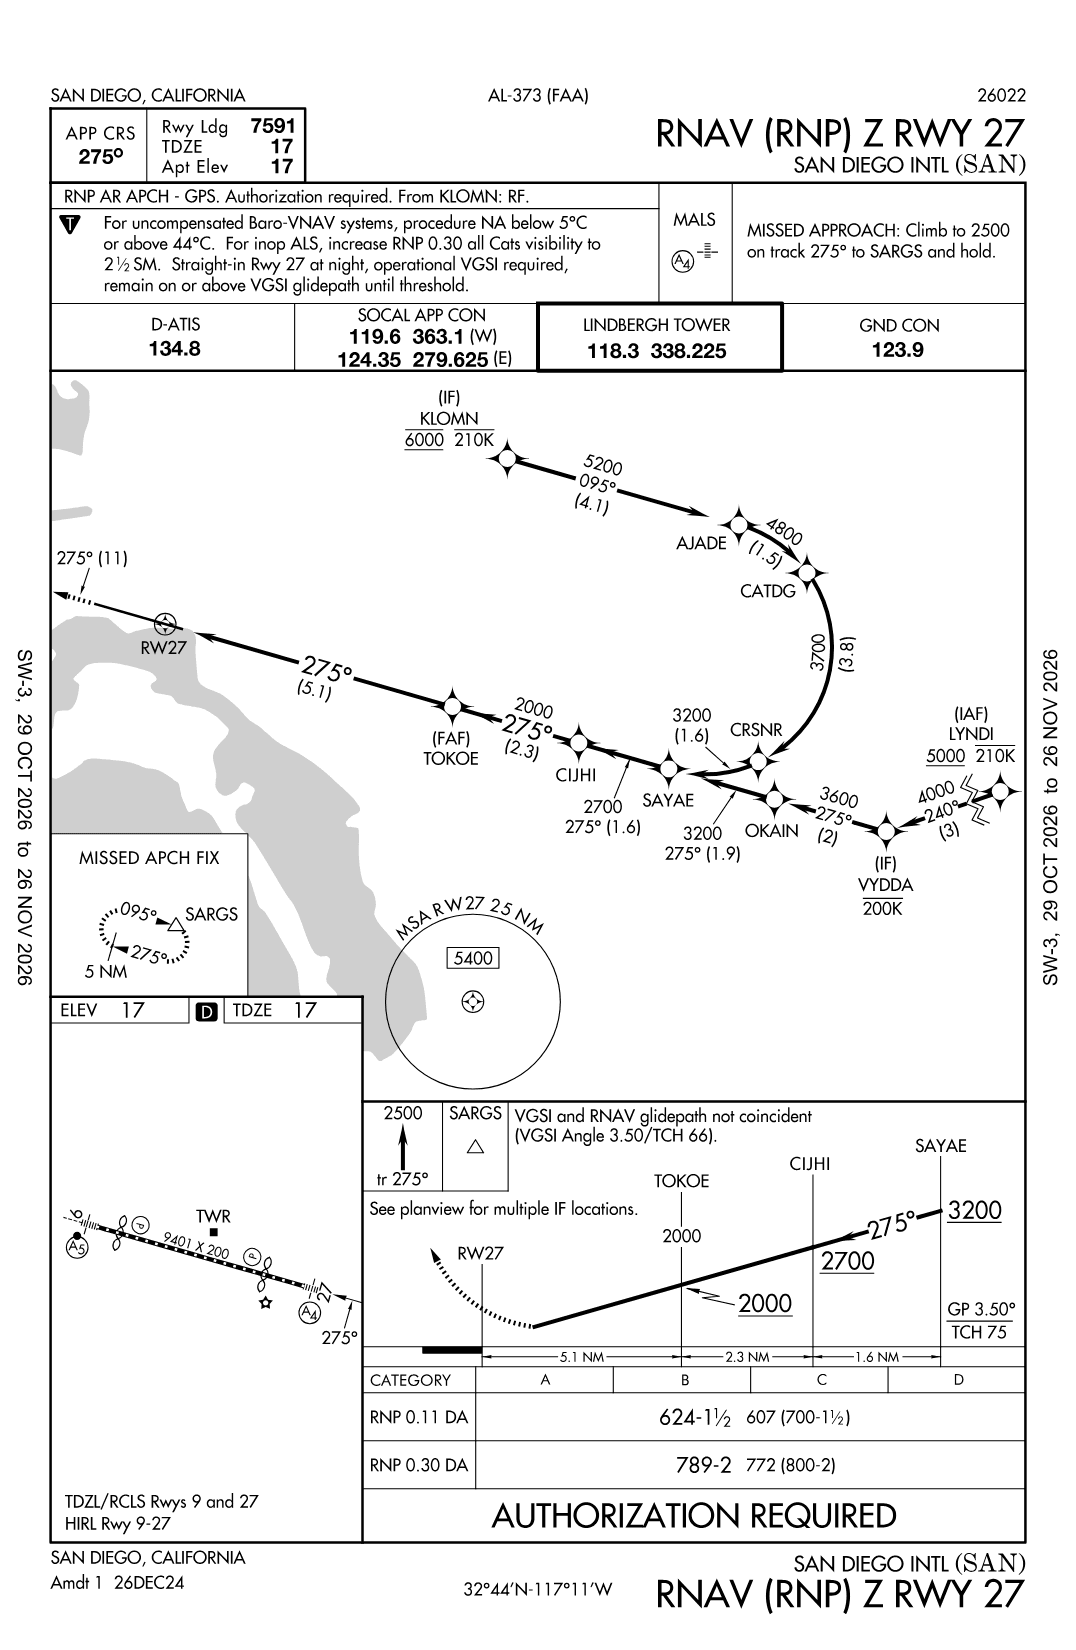 SAN DIEGO, CALIFORNIA
AL-373 (FAA)
26022
APP CRS
275°
Rwy Ldg 7591
TDZE 17
Apt Elev 17
RNAV (RNP) Z RWY 27
SAN DIEGO INTL (SAN)
RNP AR APCH - GPS. Authorization required. From KLOMN: RF.
T
For uncompensated Baro-VNAV systems, procedure NA below 5°C
or above 44°C. For inop ALS, increase RNP 0.30 all Cats visibility to
2½ SM. Straight-in Rwy 27 at night, operational VGSI required,
remain on or above VGSI glidepath until threshold.
MALS
A4
MISSED APPROACH: Climb to 2500
on track 275° to SARGS and hold.
D-ATIS
134.8
SOCAL APP CON
119.6 363.1 (W)
124.35 279.625 (E)
LINDBERGH TOWER
118.3 338.225
GND CON
123.9
(IF)
KLOMN
6000 210K
5200
095°
(4.1)
AJADE
4800
(1.5)
CATDG
3700
(3.8)
275° (11)
RW27
275°
(5.1)
(FAF)
TOKOE
2000
275°
(2.3)
CIJHI
2700
275° (1.6)
SAYAE
3200
(1.6)
CRSNR
3200
275° (1.9)
OKAIN
3600
275°
(2)
(IF)
VYDDA
200K
4000
240°
(3)
(IAF)
LYNDI
5000 210K
MISSED APCH FIX
095°
SARGS
275°
5 NM
MSA RW27 25 NM
5400
SW-3, 29 OCT 2026 to 26 NOV 2026
SW-3, 29 OCT 2026 to 26 NOV 2026
ELEV 17
D
TDZE 17
9
A5
P
TWR
9401 X 200
P
27
A4
275°
TDZL/RCLS Rwys 9 and 27
HIRL Rwy 9-27
2500
tr 275°
SARGS
VGSI and RNAV glidepath not coincident
(VGSI Angle 3.50/TCH 66).
See planview for multiple IF locations.
RW27
TOKOE
2000
CIJHI
SAYAE
275°
3200
2700
2000
GP 3.50°
TCH 75
5.1 NM
2.3 NM
1.6 NM
CATEGORY A B C D
RNP 0.11 DA 624-1½ 607 (700-1½)
RNP 0.30 DA 789-2 772 (800-2)
AUTHORIZATION REQUIRED
SAN DIEGO, CALIFORNIA
Amdt 1 26DEC24
32°44'N-117°11'W
SAN DIEGO INTL (SAN)
RNAV (RNP) Z RWY 27